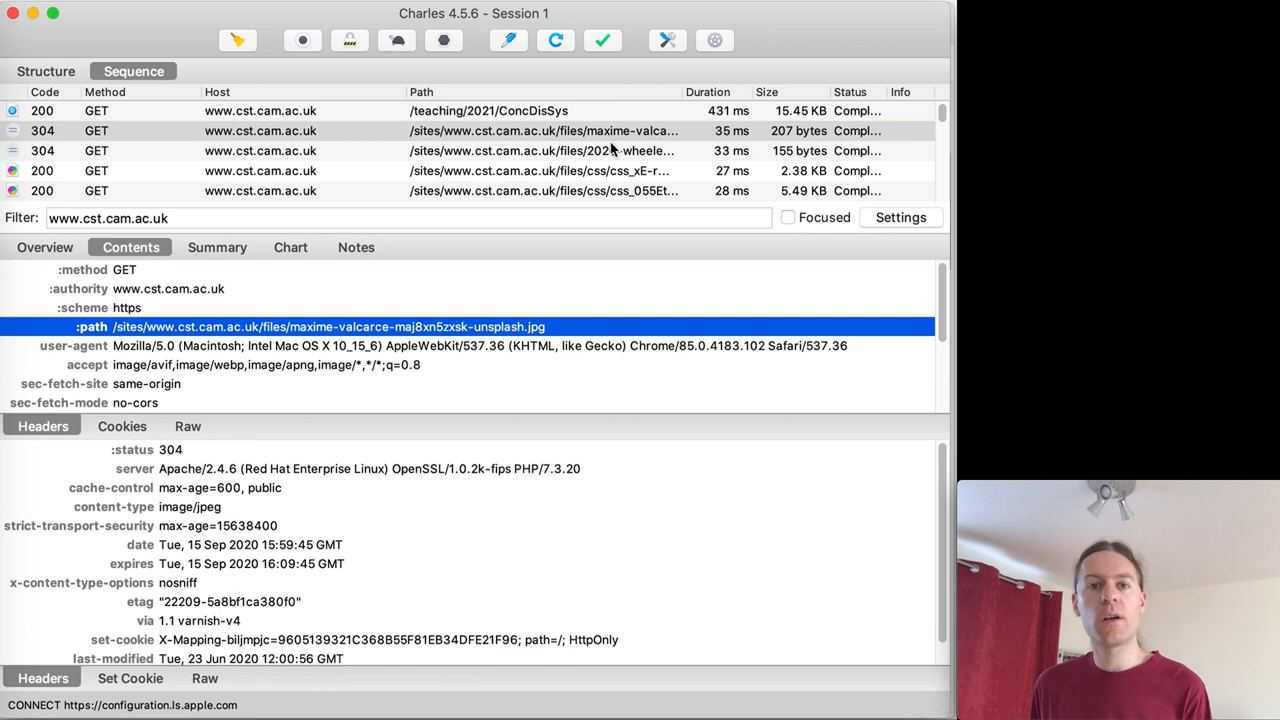 Charles 4.5.6 - Session 1
Structure Sequence
Code Method Host Path Duration Size Status Info
200 GET www.cst.cam.ac.uk /teaching/2021/ConcDisSys 431 ms 15.45 KB Compl...
304 GET www.cst.cam.ac.uk /sites/www.cst.cam.ac.uk/files/maxime-valca... 35 ms 207 bytes Compl...
304 GET www.cst.cam.ac.uk /sites/www.cst.cam.ac.uk/files/202 wheele... 33 ms 155 bytes Compl...
200 GET www.cst.cam.ac.uk /sites/www.cst.cam.ac.uk/files/css/css_xE-r... 27 ms 2.38 KB Compl...
200 GET www.cst.cam.ac.uk /sites/www.cst.cam.ac.uk/files/css/css_055Et... 28 ms 5.49 KB Compl...
Filter: www.cst.cam.ac.uk Focused Settings
Overview Contents Summary Chart Notes
:method GET
:authority www.cst.cam.ac.uk
:scheme https
:path /sites/www.cst.cam.ac.uk/files/maxime-valcarce-maj8xn5zxsk-unsplash.jpg
user-agent Mozilla/5.0 (Macintosh; Intel Mac OS X 10_15_6) AppleWebKit/537.36 (KHTML, like Gecko) Chrome/85.0.4183.102 Safari/537.36
accept image/avif,image/webp,image/apng,image/*,*/*;q=0.8
sec-fetch-site same-origin
sec-fetch-mode no-cors
Headers Cookies Raw
:status 304
server Apache/2.4.6 (Red Hat Enterprise Linux) OpenSSL/1.0.2k-fips PHP/7.3.20
cache-control max-age=600, public
content-type image/jpeg
strict-transport-security max-age=15638400
date Tue, 15 Sep 2020 15:59:45 GMT
expires Tue, 15 Sep 2020 16:09:45 GMT
x-content-type-options nosniff
etag "22209-5a8bf1ca380f0"
via 1.1 varnish-v4
set-cookie X-Mapping-biljmpjc=9605139321C368B55F81EB34DFE21F96; path=/; HttpOnly
last-modified Tue, 23 Jun 2020 12:00:56 GMT
Headers Set Cookie Raw
CONNECT https://configuration.ls.apple.com